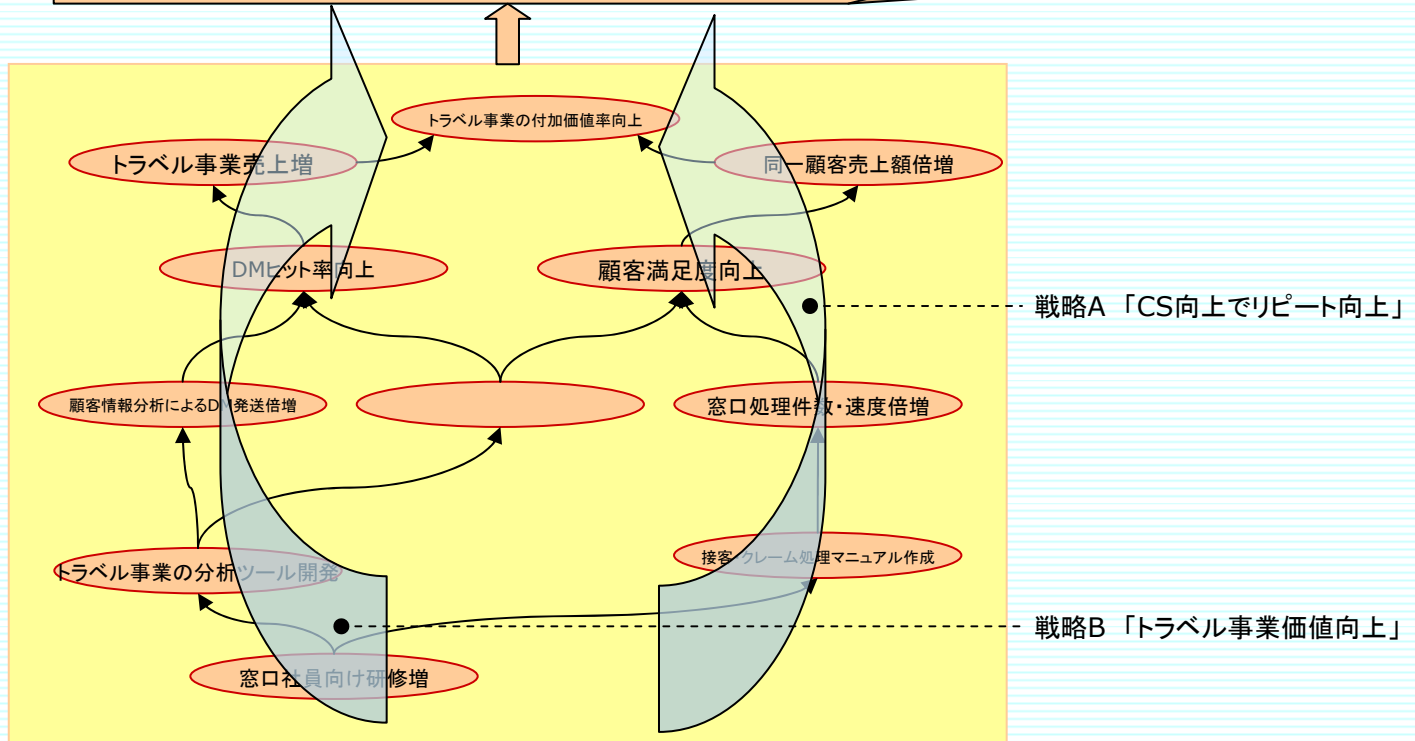 トラベル事業の付加価値率向上
トラベル事業売上増
同一顧客売上額倍増
DMヒット率向上
顧客満足度向上
戦略A 「CS向上でリピート向上」
顧客情報分析によるDM発送倍増
窓口処理件数・速度倍増
接客・クレーム処理マニュアル作成
トラベル事業の分析ツール開発
戦略B 「トラベル事業価値向上」
窓口社員向け研修増